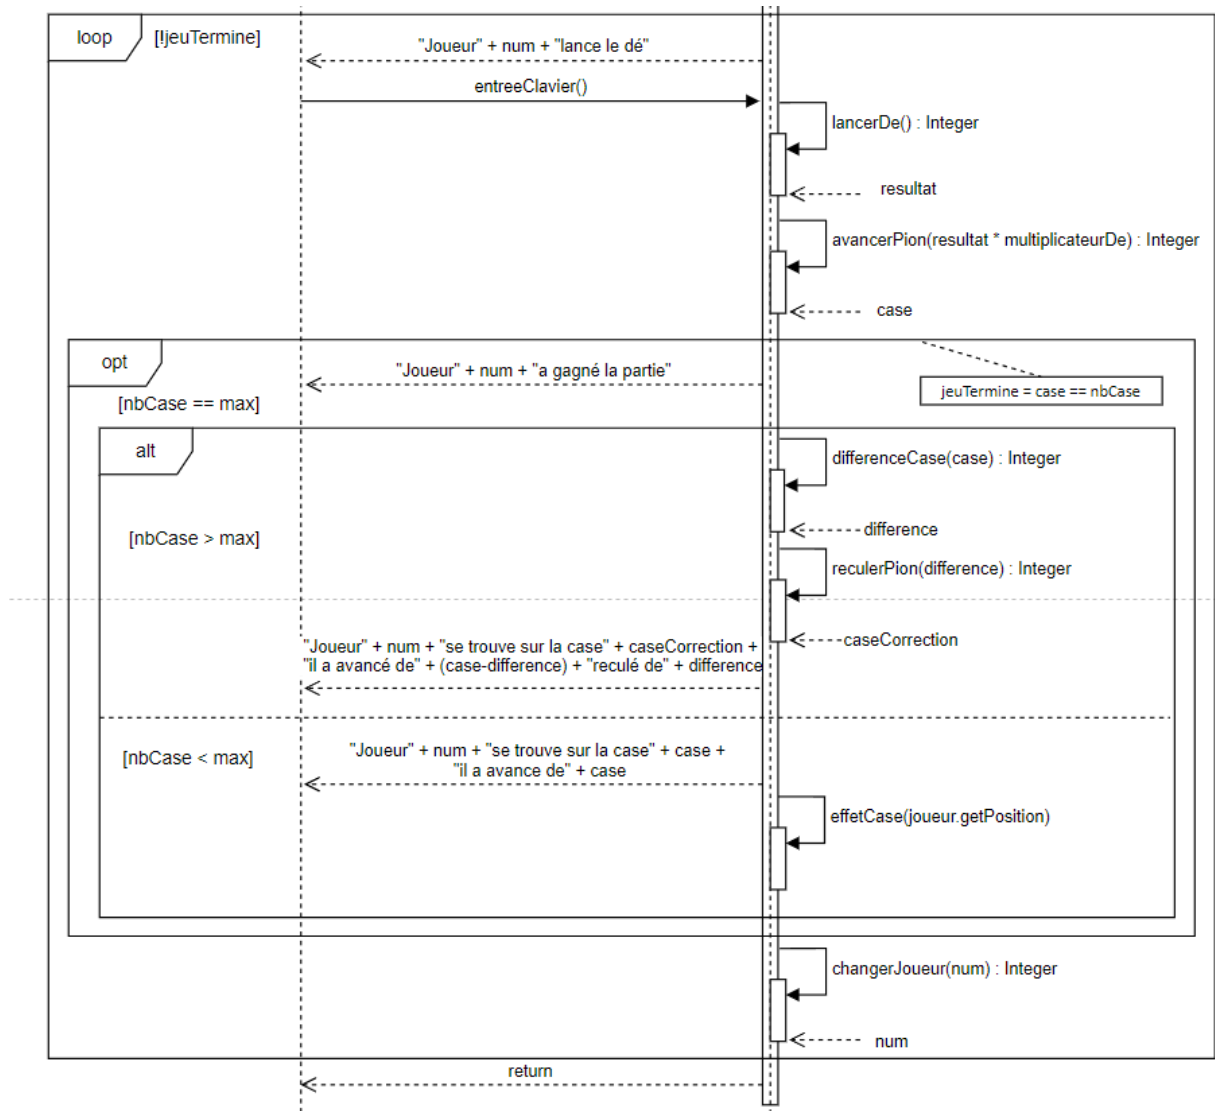 loop
[!jeuTermine]
"Joueur" + num + "lance le dé"
entreeClavier()
lancerDe() : Integer
resultat
avancerPion(resultat * multiplicateurDe) : Integer
case
opt
"Joueur" + num + "a gagné la partie"
jeuTermine = case == nbCase
[nbCase == max]
alt
differenceCase(case) : Integer
[nbCase > max]
difference
reculerPion(difference) : Integer
caseCorrection
"Joueur" + num + "se trouve sur la case" + caseCorrection +
"il a avancé de" + (case-difference) + "reculé de" + difference
[nbCase < max]
"Joueur" + num + "se trouve sur la case" + case +
"il a avance de" + case
effetCase(joueur.getPosition)
changerJoueur(num) : Integer
num
return